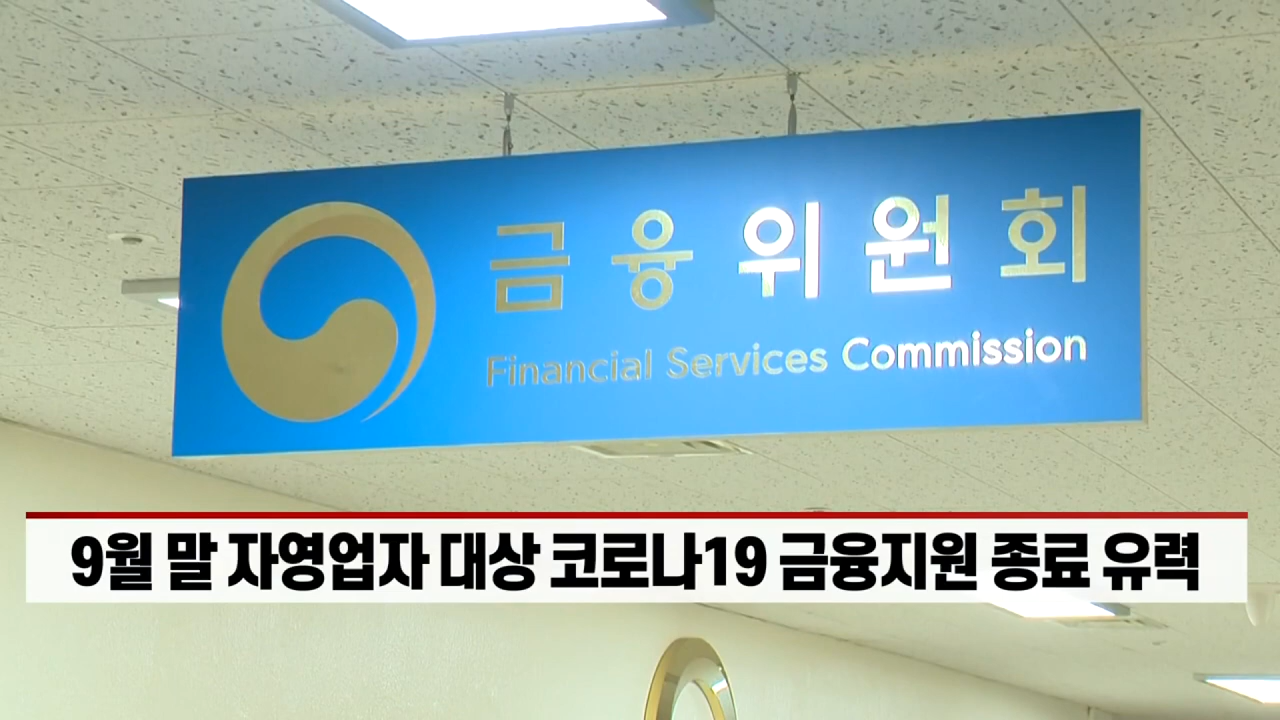 금융위원회
Financial Services Commission
9월 말 자영업자 대상 코로나19 금융지원 종료 유력